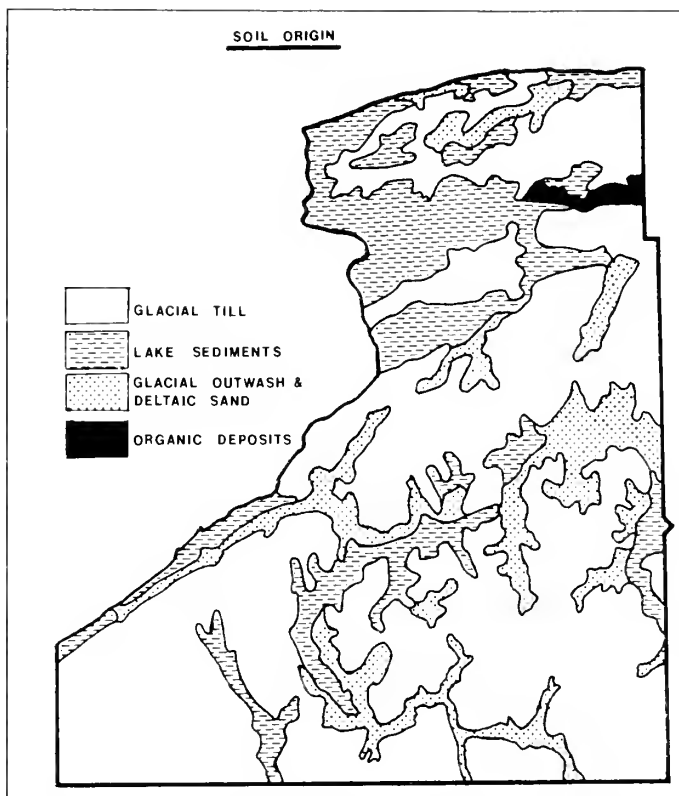 SOIL ORIGIN
GLACIAL TILL
LAKE SEDIMENTS
GLACIAL OUTWASH &
DELTAIC SAND
ORGANIC DEPOSITS